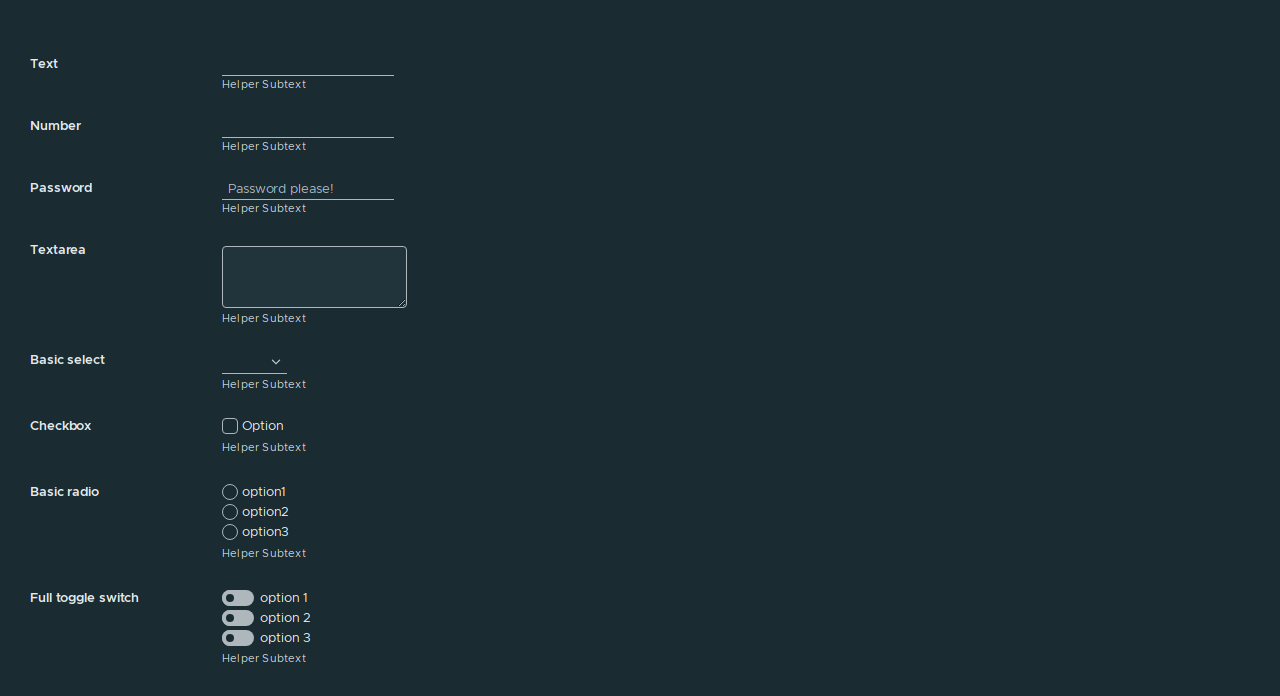 Text
Helper Subtext
Number
Helper Subtext
Password
Password please!
Helper Subtext
Textarea
Helper Subtext
Basic select
Helper Subtext
Checkbox
Option
Helper Subtext
Basic radio
option1
option2
option3
Helper Subtext
Full toggle switch
option 1
option 2
option 3
Helper Subtext